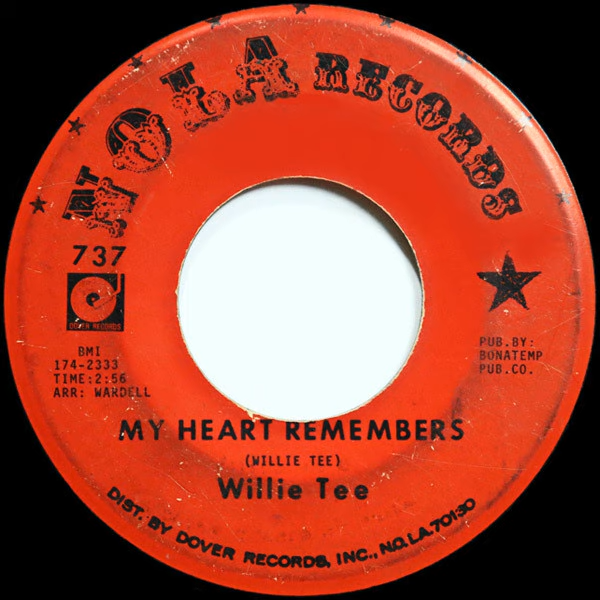 NOLA RECORDS
737
DOVER RECORDS
BMI
174-2333
TIME:2:56
ARR: WARDELL
PUB.BY:
BONATEMP
PUB.CO.
MY HEART REMEMBERS
(WILLIE TEE)
Willie Tee
DIST. BY DOVER RECORDS, INC., N.O. LA. 70130